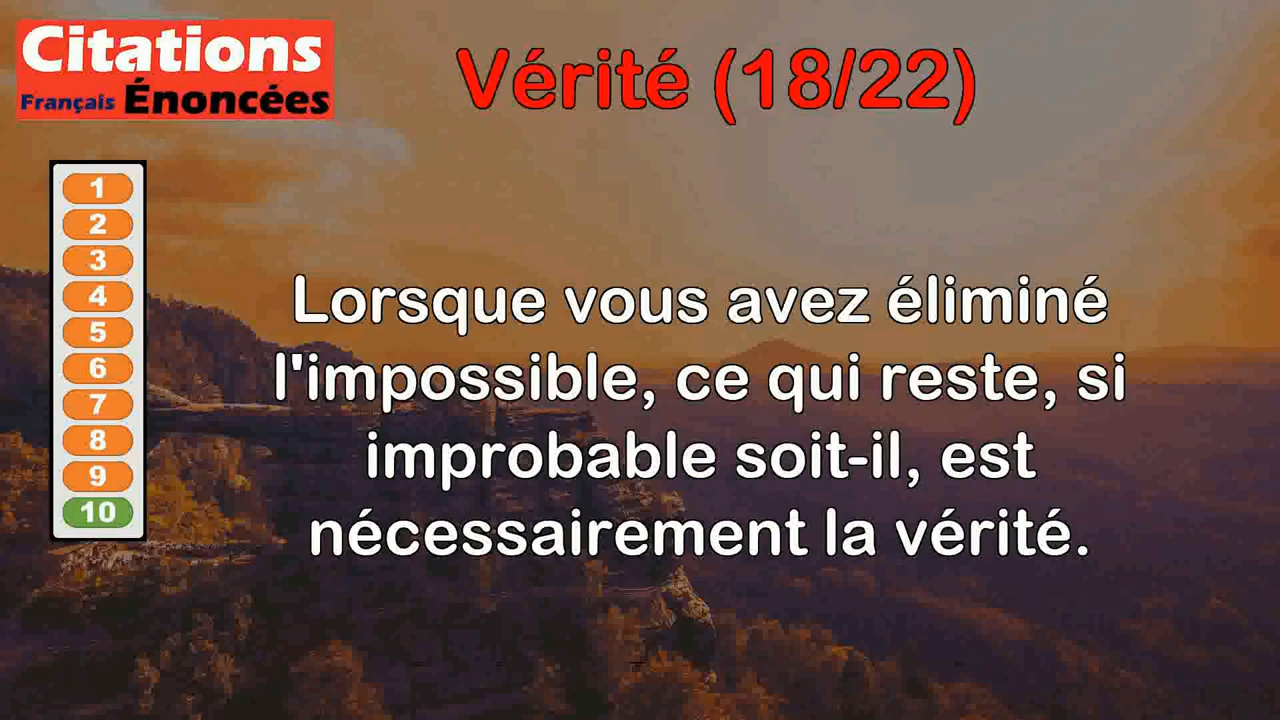 Citations
Français Énoncées
Vérité (18/22)
1
2
3
4
5
6
7
8
9
10
Lorsque vous avez éliminé
l'impossible, ce qui reste, si
improbable soit-il, est
nécessairement la vérité.